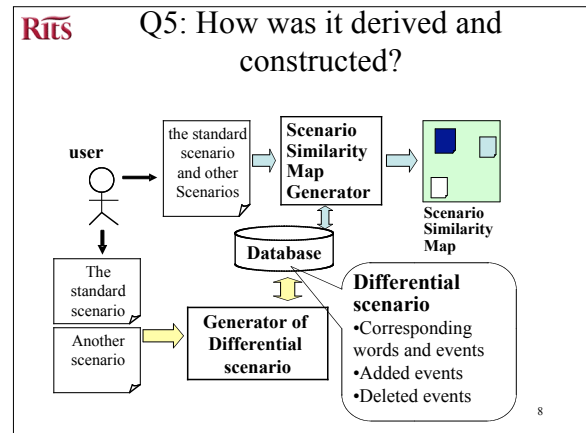 RiTS
Q5: How was it derived and
constructed?
user
the standard
scenario
and other
Scenarios
Scenario
Similarity
Map
Generator
Scenario
Similarity
Map
Database
The
standard
scenario
Another
scenario
Generator of
Differential
scenario
Differential
scenario
•Corresponding
words and events
•Added events
•Deleted events
8